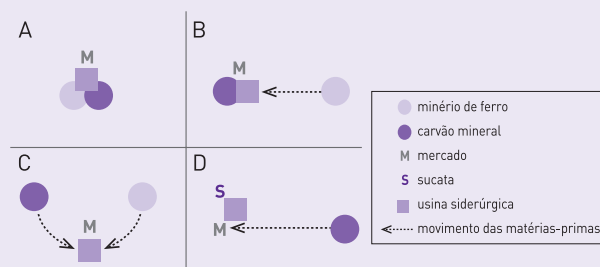 A
M
B
M
C
M
D
S
M
minério de ferro
carvão mineral
M mercado
S sucata
usina siderúrgica
movimento das matérias-primas